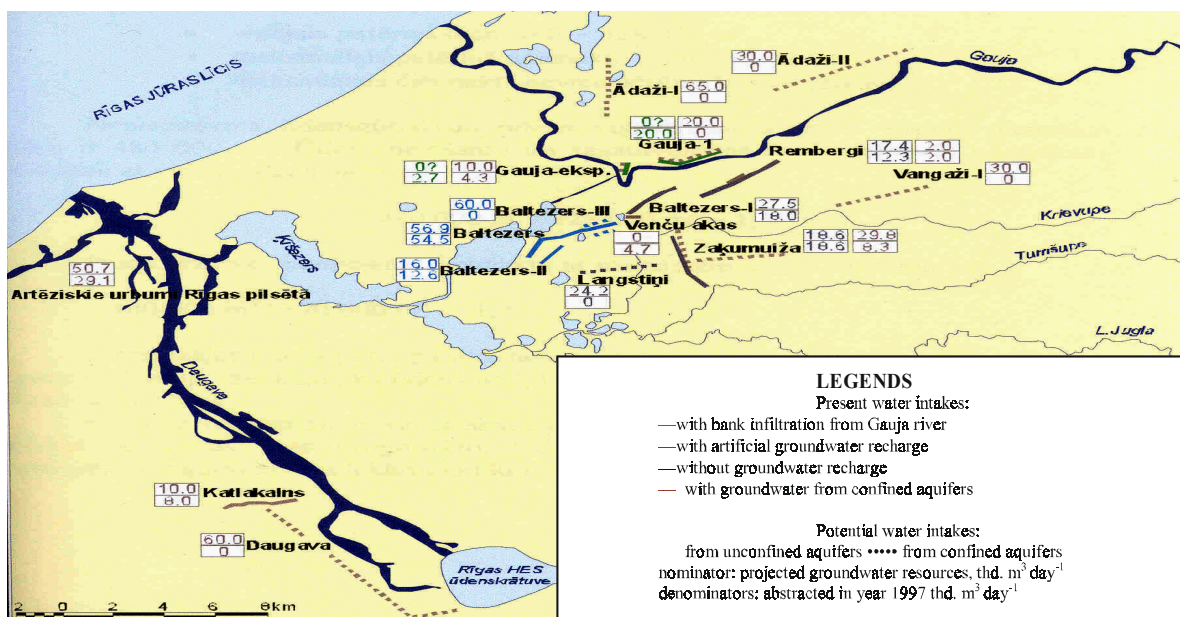 RĪGAS JŪRASLĪCIS
30.0
0
Ādaži-II
Gauja
Ādaži-I
65.0
0
0?
20.0
20.0
0
Gauja-1
Rembergi
17.4
12.3
2.0
2.0
0?
2.7
10.0
4.3
Gauja-eksp.
Vangaži-I
30.0
0
60.0
0
Baltezers-III
Baltezers-I
27.5
18.0
Krievupe
56.9
54.5
Baltezers
Venču akas
0
4.7
Zaķumuiža
18.6
18.6
29.8
8.3
Ķīšezers
16.0
12.6
Baltezers-II
Langstiņi
24.2
0
Tumšupe
50.7
29.1
Artēziskie urbumi Rīgas pilsētā
L.Jugla
Daugava
LEGENDS
Present water intakes:
—with bank infiltration from Gauja river
—with artificial groundwater recharge
—without groundwater recharge
— with groundwater from confined aquifers
Potential water intakes:
from unconfined aquifers ••••• from confined aquifers
nominator: projected groundwater resources, thd. m³ day⁻¹
denominators: abstracted in year 1997 thd. m³ day⁻¹
10.0
8.0
Katlakalns
60.0
0
Daugava
Rīgas HES
ūdenskrātuve
2 0 2 4 6 8km